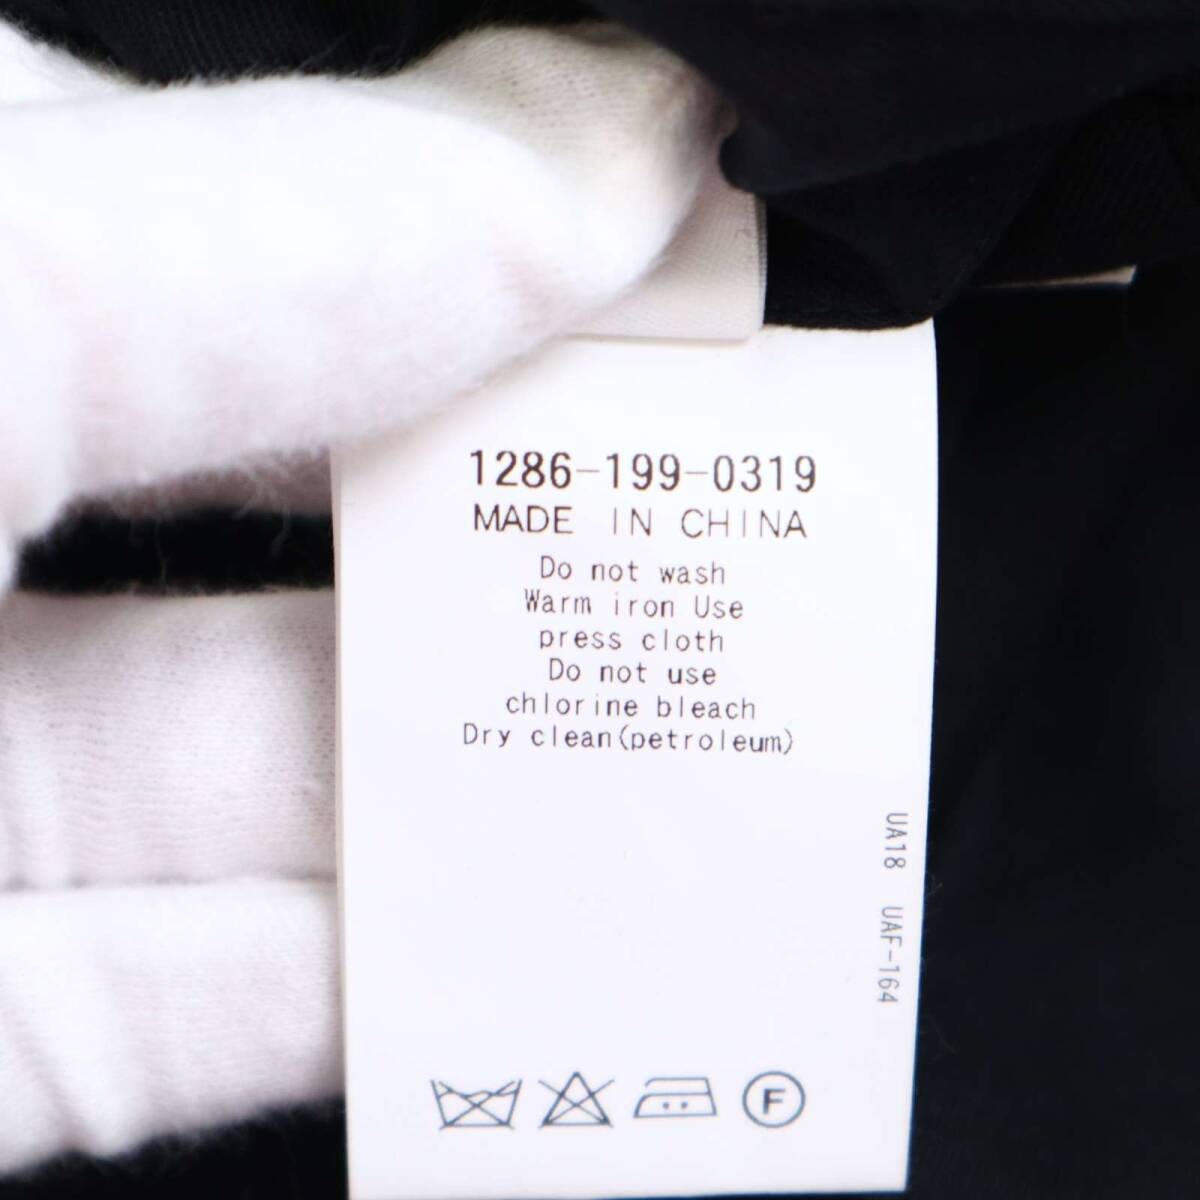 1286-199-0319
MADE IN CHINA
Do not wash
Warm iron Use
press cloth
Do not use
chlorine bleach
Dry clean(petroleum)
UA18 UAF-164
F